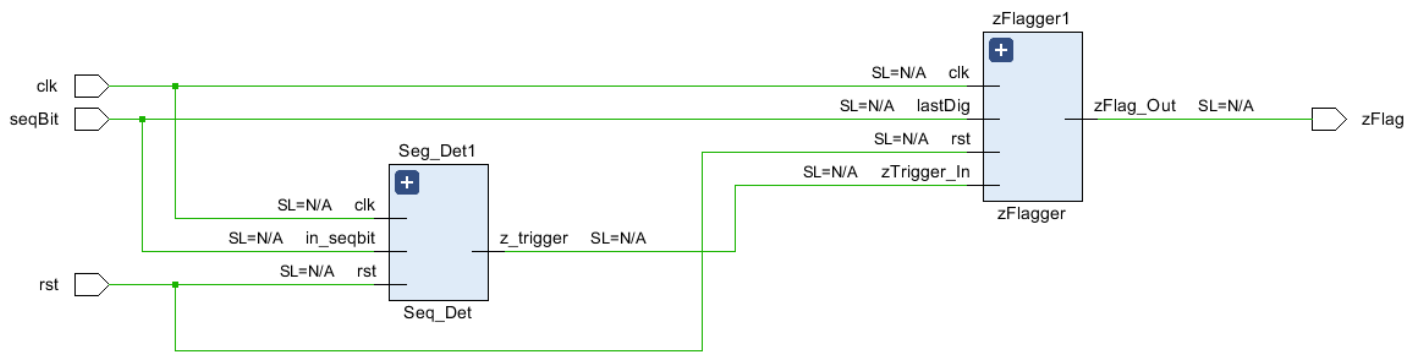 zFlagger1
clk
SL=N/A clk
seqBit
SL=N/A lastDig
zFlag_Out SL=N/A
zFlag
SL=N/A rst
SL=N/A zTrigger_In
zFlagger
Seg_Det1
SL=N/A clk
SL=N/A in_seqbit
z_trigger SL=N/A
rst
SL=N/A rst
Seq_Det